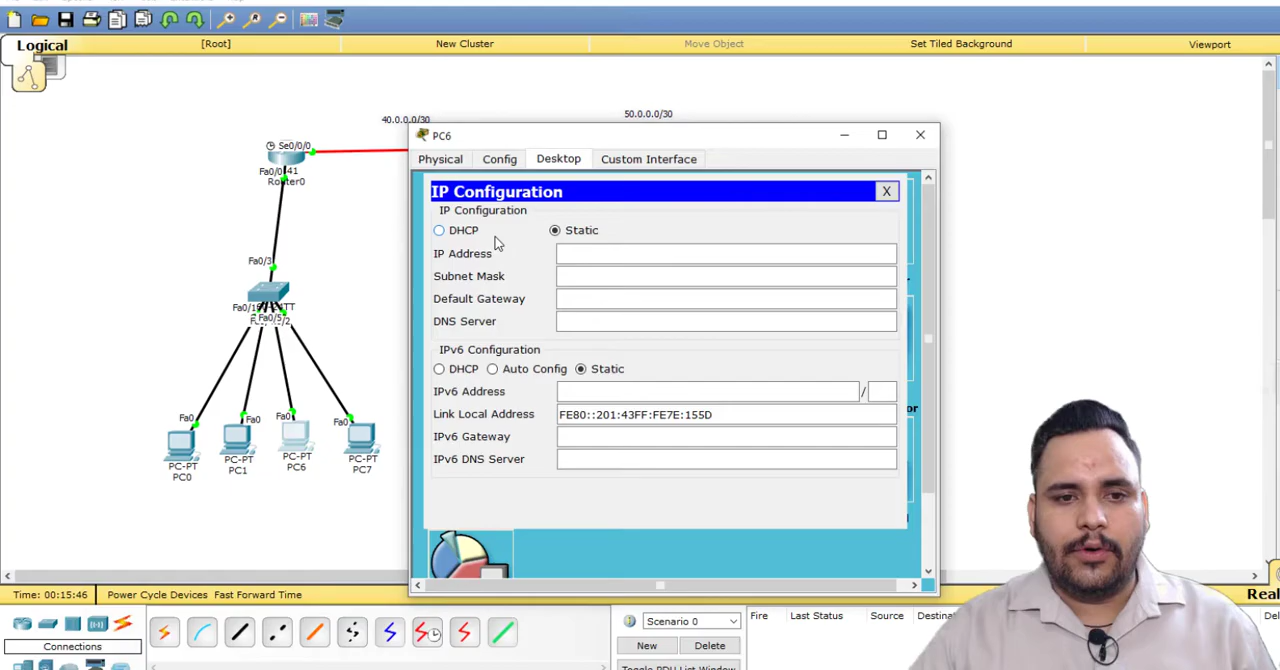 Logical
[Root]
New Cluster
Move Object
Set Tiled Background
Viewport
40.0.0.0/30
50.0.0.0/30
Se0/0/0
Router0
Fa0/3
Fa0
Fa0
Fa0
Fa0
PC-PT
PC0
PC-PT
PC1
PC-PT
PC6
PC-PT
PC7
PC6
Physical
Config
Desktop
Custom Interface
IP Configuration
X
IP Configuration
DHCP
Static
IP Address
Subnet Mask
Default Gateway
DNS Server
IPv6 Configuration
DHCP
Auto Config
Static
IPv6 Address
/
Link Local Address
FE80::201:43FF:FE7E:155D
IPv6 Gateway
IPv6 DNS Server
Time: 00:15:46
Power Cycle Devices
Fast Forward Time
Real
Connections
Scenario 0
New
Delete
Toggle PDU List Window
Fire
Last Status
Source
Destina